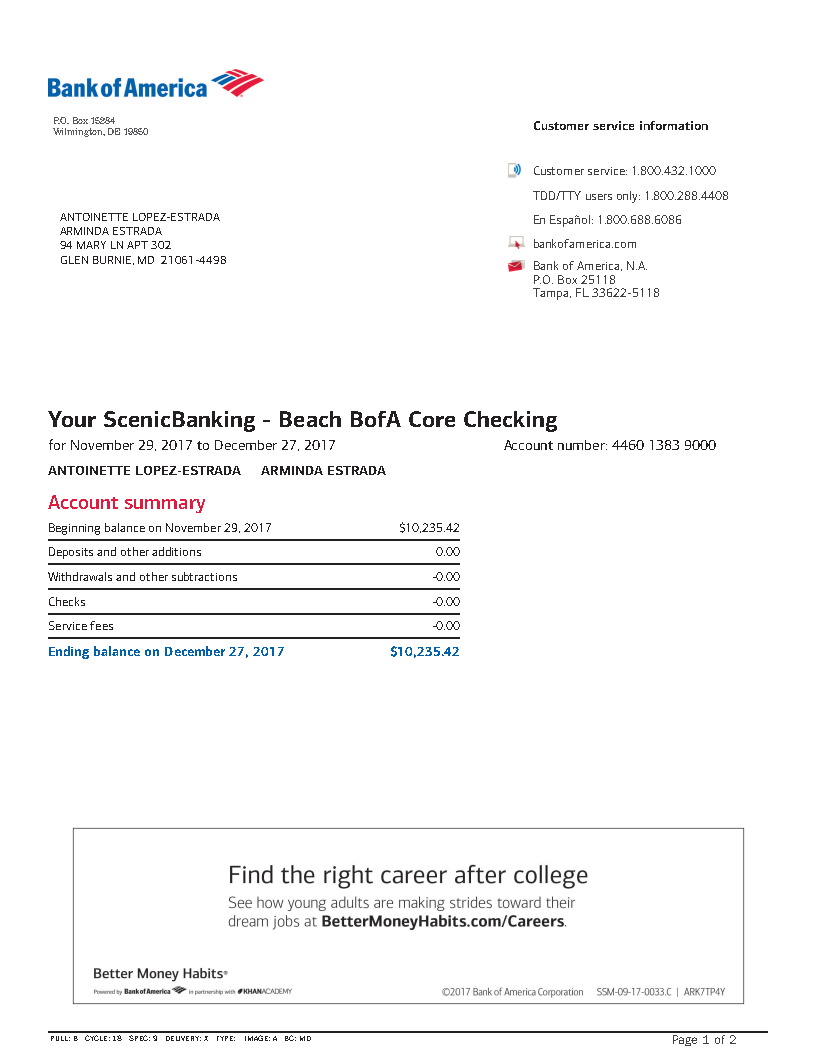 Bank of America
P.O. Box 15284
Wilmington, DE 19850
Customer service information
Customer service: 1.800.432.1000
TDD/TTY users only: 1.800.288.4408
En Español: 1.800.688.6086
bankofamerica.com
Bank of America, N.A.
P.O. Box 25118
Tampa, FL 33622-5118
ANTOINETTE LOPEZ-ESTRADA
ARMINDA ESTRADA
94 MARY LN APT 302
GLEN BURNIE, MD 21061-4498
Your ScenicBanking - Beach BofA Core Checking
for November 29, 2017 to December 27, 2017 Account number: 4460 1383 9000
ANTOINETTE LOPEZ-ESTRADA ARMINDA ESTRADA
Account summary
Beginning balance on November 29, 2017 $10,235.42
Deposits and other additions 0.00
Withdrawals and other subtractions -0.00
Checks -0.00
Service fees -0.00
Ending balance on December 27, 2017 $10,235.42
Find the right career after college
See how young adults are making strides toward their
dream jobs at BetterMoneyHabits.com/Careers.
Better Money Habits®
Powered by Bank of America in partnership with KHANACADEMY
©2017 Bank of America Corporation SSM-09-17-0033.C | ARK7TP4Y
PULL: B CYCLE: 18 SPEC: 9 DELIVERY: X TYPE: IMAGE: A BC: MD
Page 1 of 2